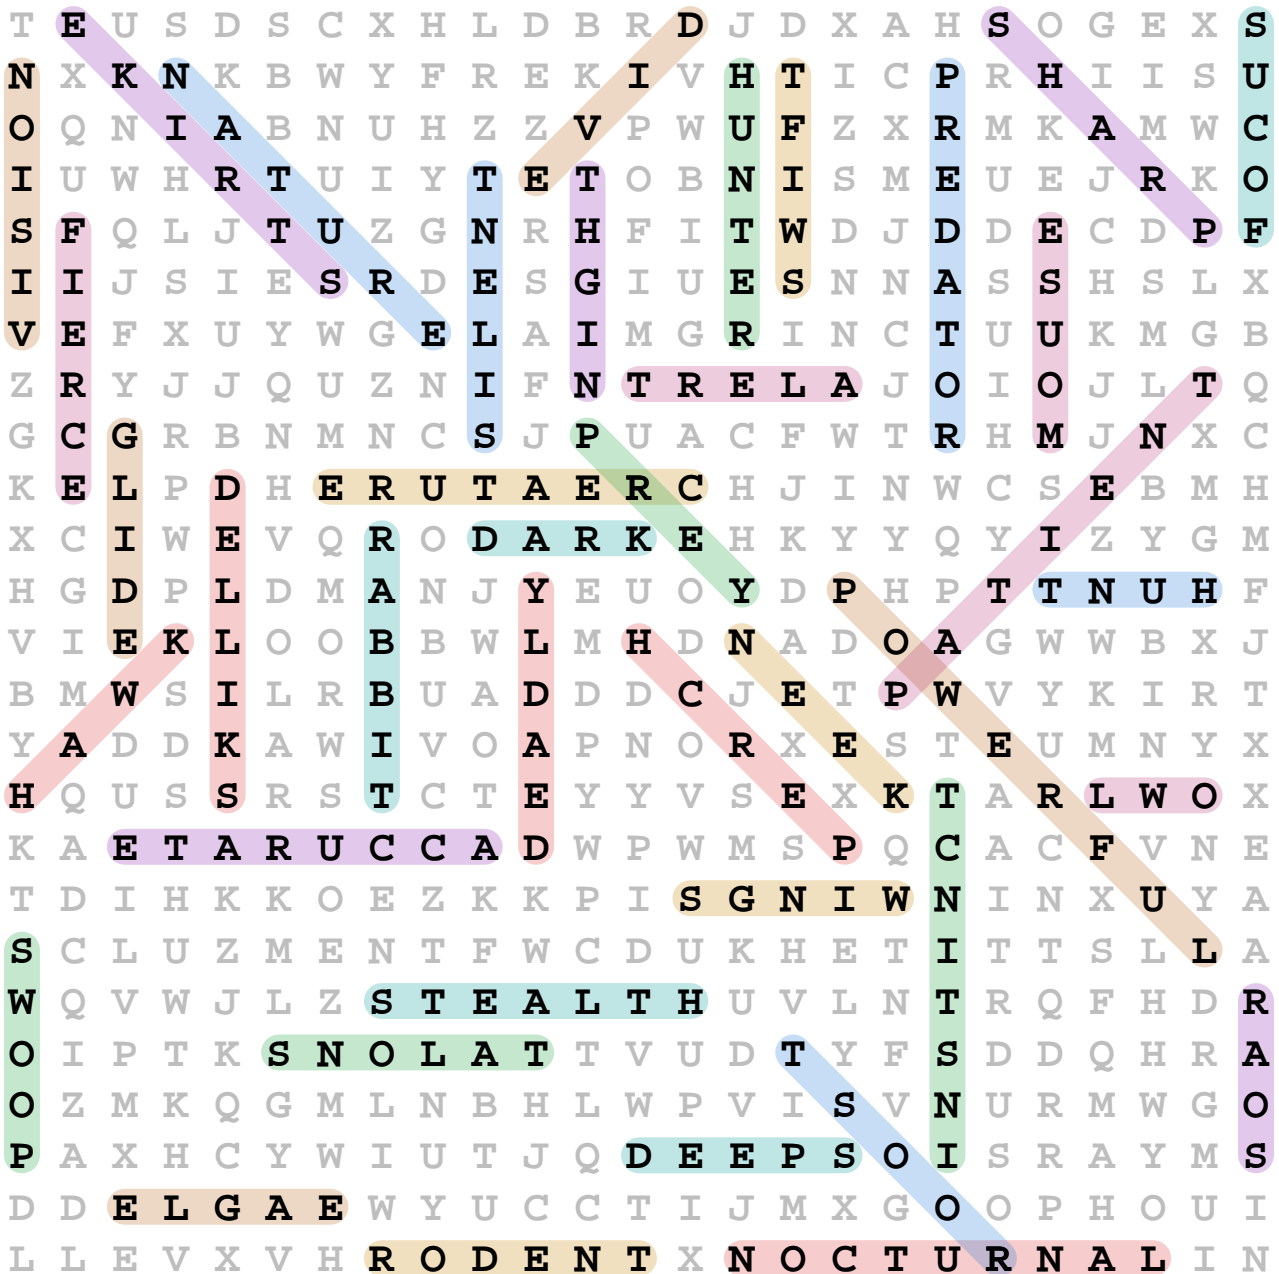 T E U S D S C X H L D B R D J D X A H S O G E X S
N X K N K B W Y F R E K I V H T I C P R H I I S U
O Q N I A B N U H Z Z V P W U F Z X R M K A M W C
I U W H R T U I Y T E T O B N I S M E U E J R K O
S F Q L J T U Z G N R H F I T W D J D D E C D P F
I I J S I E S R D E S G I U E S N N A S S H S L X
V E F X U Y W G E L A I M G R I N C T U U K M G B
Z R Y J J Q U Z N I F N T R E L A J O I O J L T Q
G C G R B N M N C S J P U A C F W T R H M J N X C
K E L P D H E R U T A E R C H J I N W C S E B M H
X C I W E V Q R O D A R K E H K Y Y Q Y I Z Y G M
H G D P L D M A N J Y E U O Y D P H P T T N U H F
V I E K L O O B B W L M H D N A D O A G W W B X J
B M W S I L R B U A D D D C J E T P W V Y K I R T
Y A D D K A W I V O A P N O R X E S T E U M N Y X
H Q U S S R S T C T E Y Y V S E X K T A R L W O X
K A E T A R U C C A D W P W M S P Q C A C F V N E
T D I H K K O E Z K K P I S G N I W N I N X U Y A
S C L U Z M E N T F W C D U K H E T I T T S L L A
W Q V W J L Z S T E A L T H U V L N T R Q F H D R
O I P T K S N O L A T T V U D T Y F S D D Q H R A
O Z M K Q G M L N B H L W P V I S V N U R M W G O
P A X H C Y W I U T J Q D E E P S O I S R A Y M S
D D E L G A E W Y U C C T I J M X G O O P H O U I
L L E V X V H R O D E N T X N O C T U R N A L I N